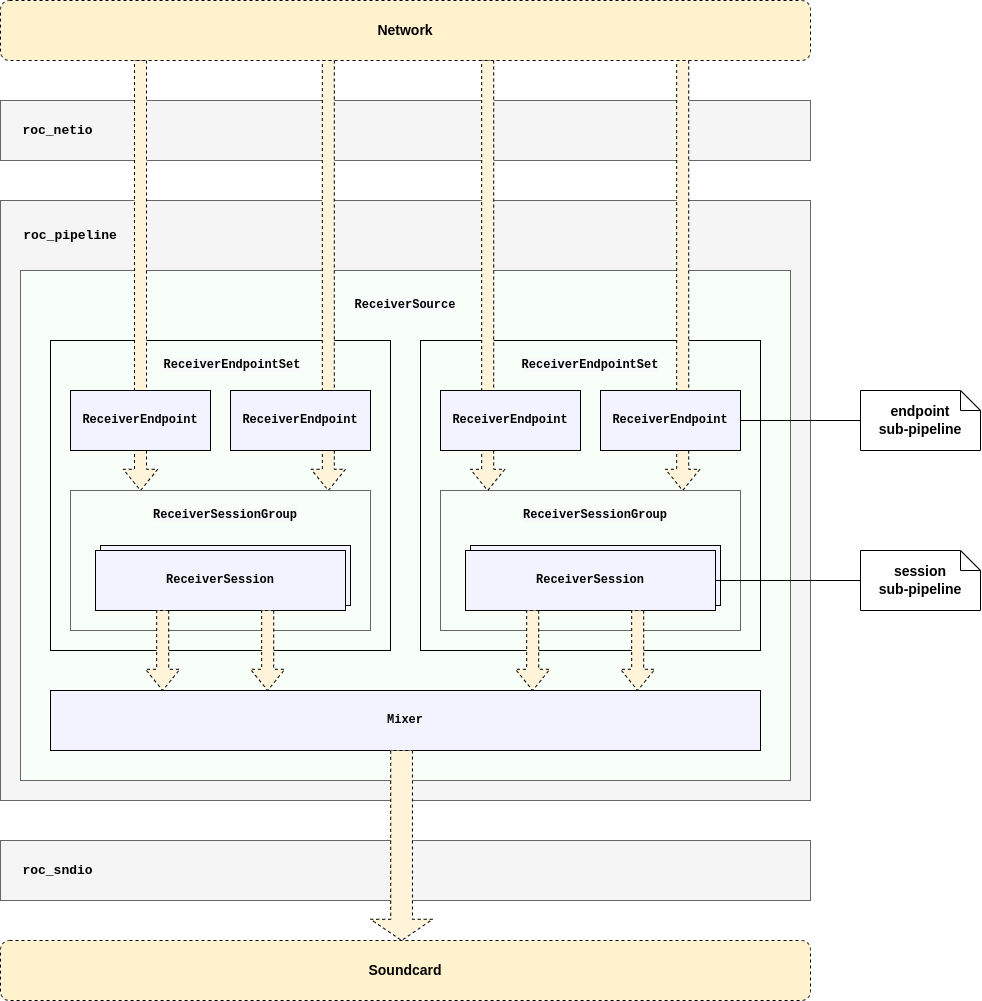 Network
roc_netio
roc_pipeline
ReceiverSource
ReceiverEndpointSet
ReceiverEndpointSet
ReceiverEndpoint
ReceiverEndpoint
ReceiverEndpoint
ReceiverEndpoint
endpoint
sub-pipeline
ReceiverSessionGroup
ReceiverSessionGroup
ReceiverSession
ReceiverSession
session
sub-pipeline
Mixer
roc_sndio
Soundcard